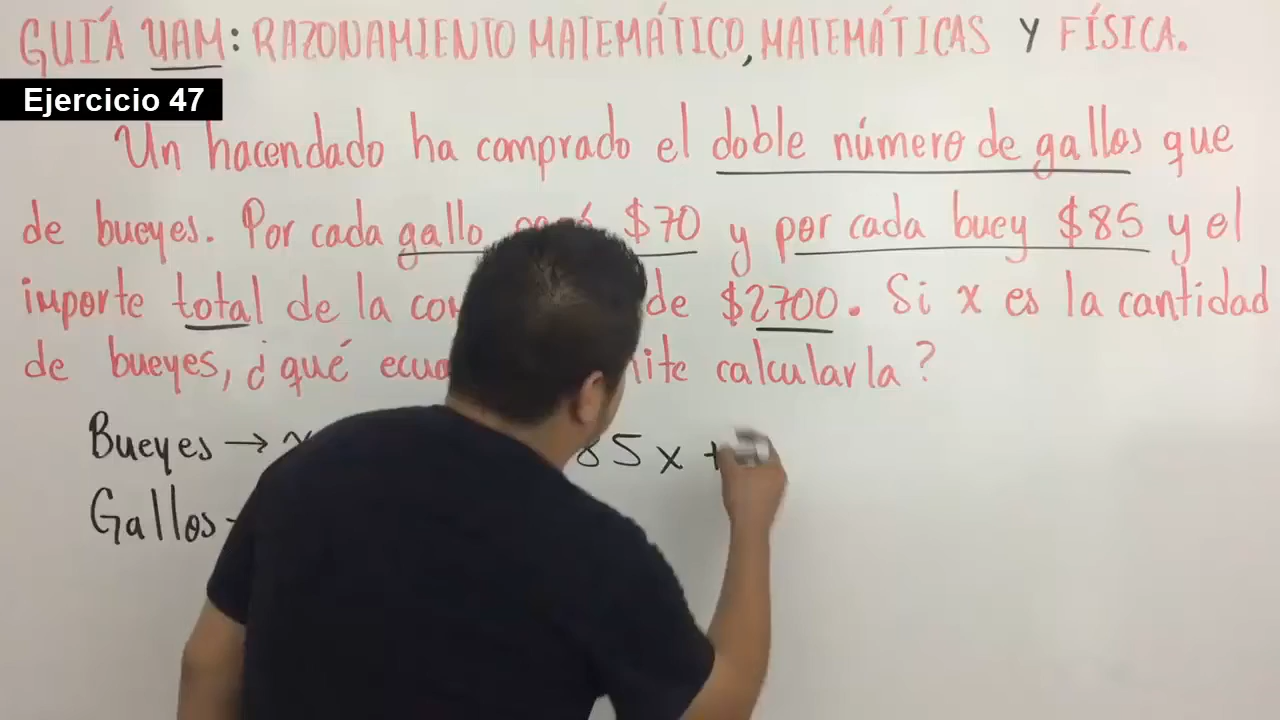 GUÍA UAM: RAZONAMIENTO MATEMÁTICO, MATEMÁTICAS Y FÍSICA.
Ejercicio 47
Un hacendado ha comprado el doble número de gallos que
de bueyes. Por cada gallo $70 y por cada buey $85 y el
importe total de la de $2700. Si x es la cantidad
de bueyes, ¿qué calcularla?
Bueyes → x 85x +
Gallos